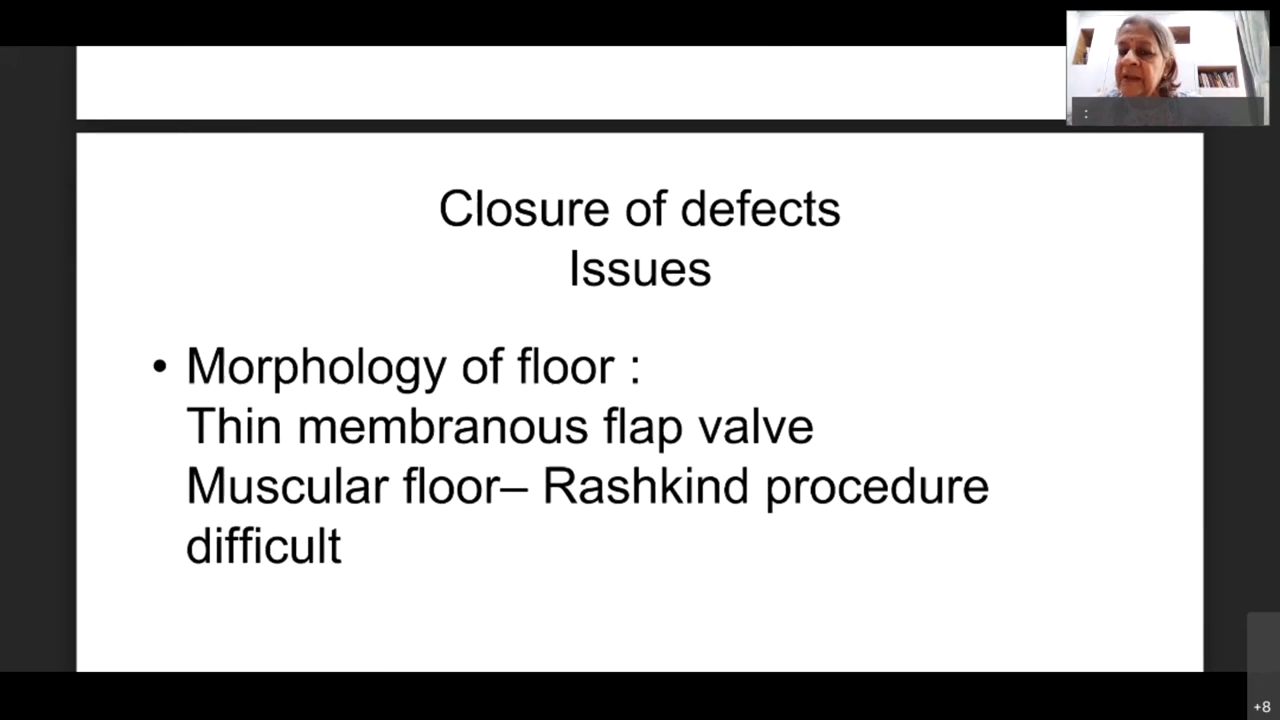 Closure of defects
Issues
• Morphology of floor :
Thin membranous flap valve
Muscular floor– Rashkind procedure
difficult
:
+8